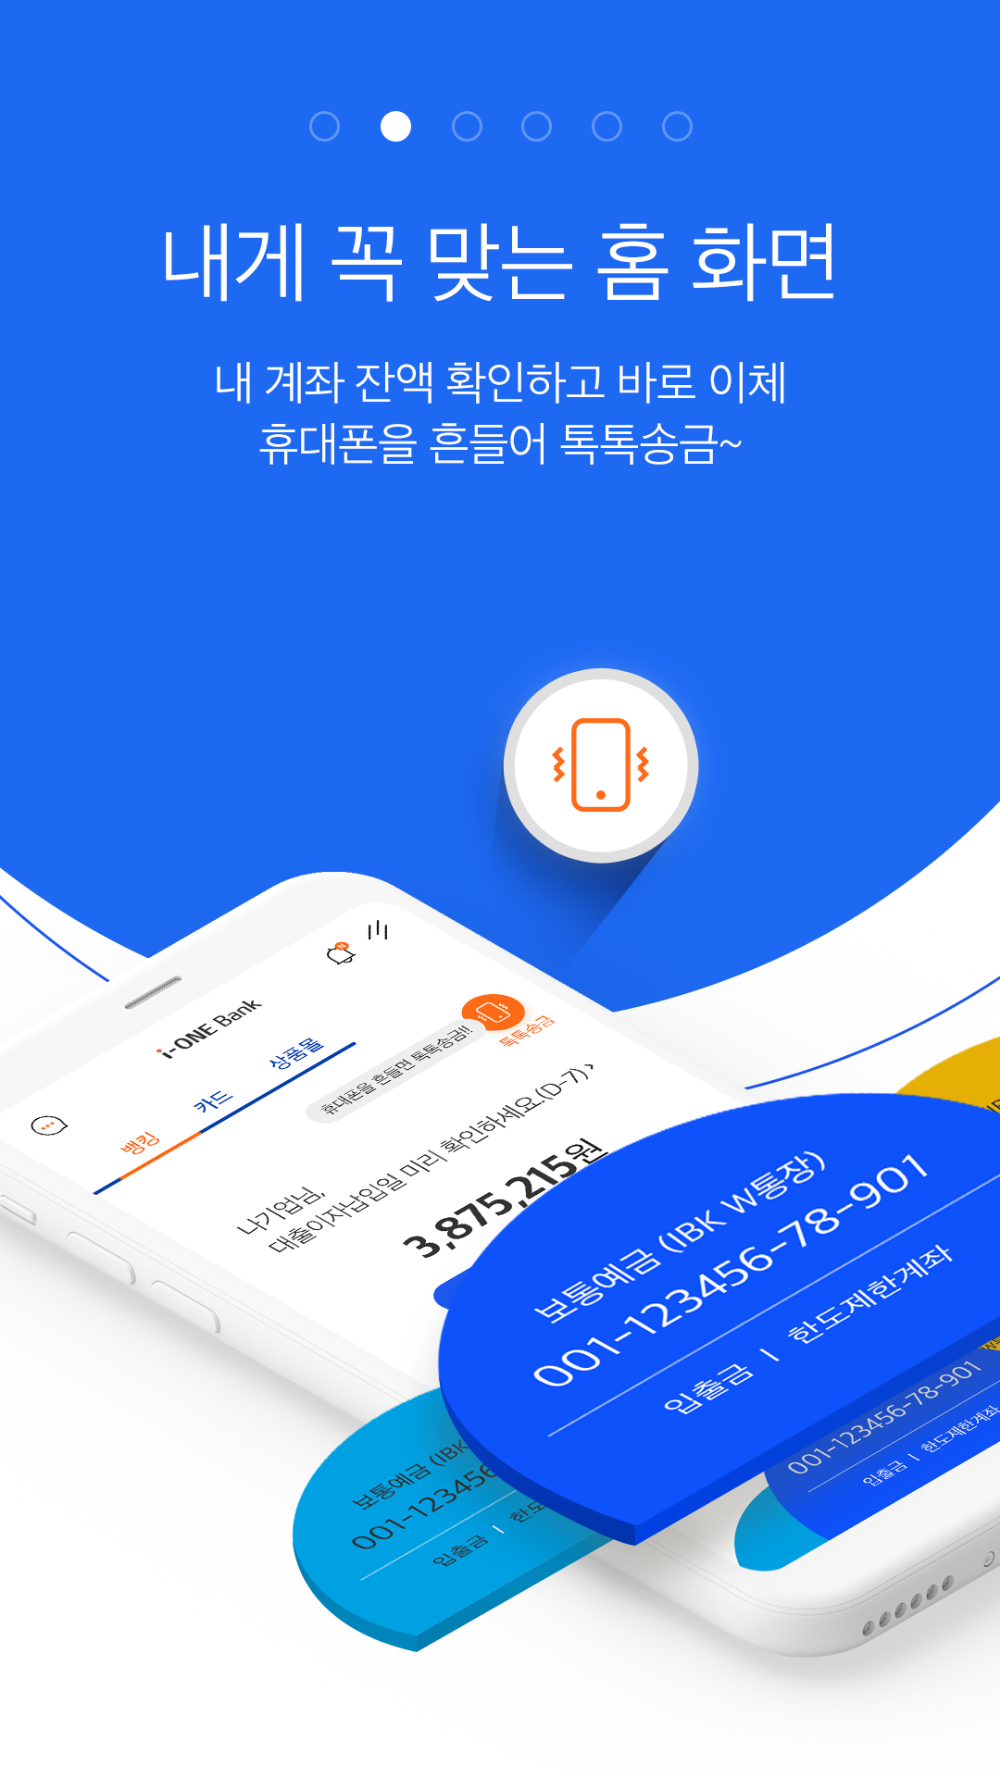 내게 꼭 맞는 홈 화면
내 계좌 잔액 확인하고 바로 이체
휴대폰을 흔들어 톡톡송금~
i-ONE Bank
N
뱅킹
카드
상품몰
휴대폰을 흔들면 톡톡송금!!
톡톡송금
나기업님,
대출이자납입일 미리 확인하세요.(D-7) ›
3,875,215원
보통예금 (IBK W통장)
001-123456-78-901
입출금 | 한도제한계좌
보통예금 (IBK
001-123456
입출금 |
001-123456-78-901
입출금 | 한도제한계좌